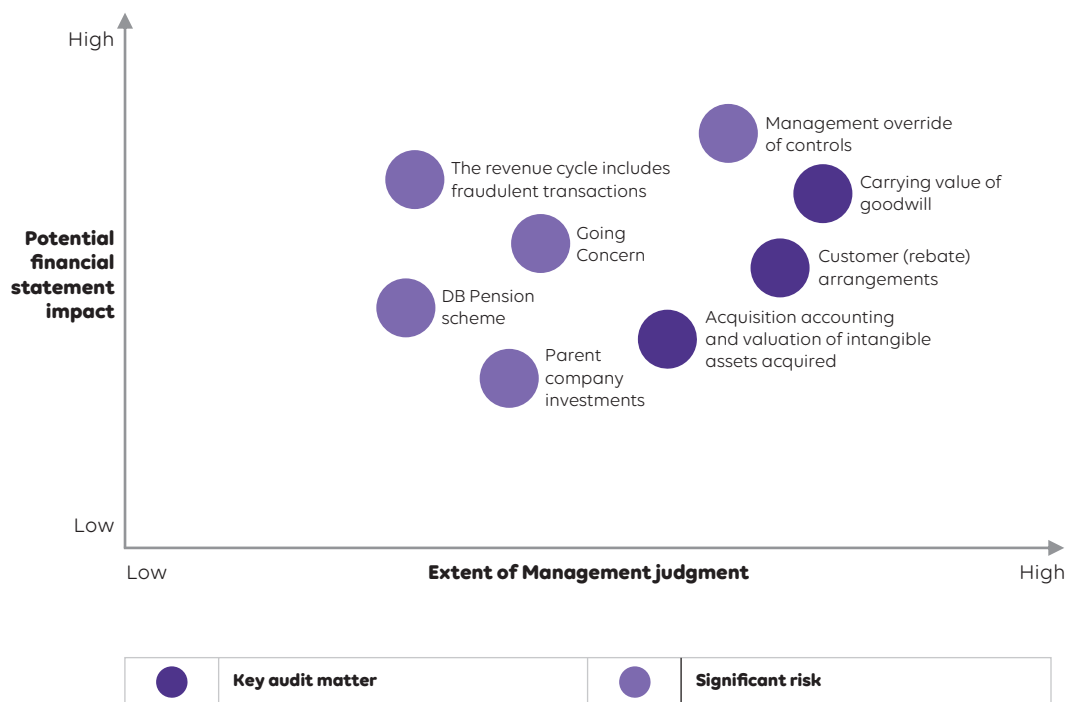 High
Management override
of controls
The revenue cycle includes
fraudulent transactions
Carrying value of
goodwill
Potential
financial
statement
impact
Going
Concern
Customer (rebate)
arrangements
DB Pension
scheme
Acquisition accounting
and valuation of intangible
assets acquired
Parent
company
investments
Low
Low
Extent of Management judgment
High
Key audit matter
Significant risk